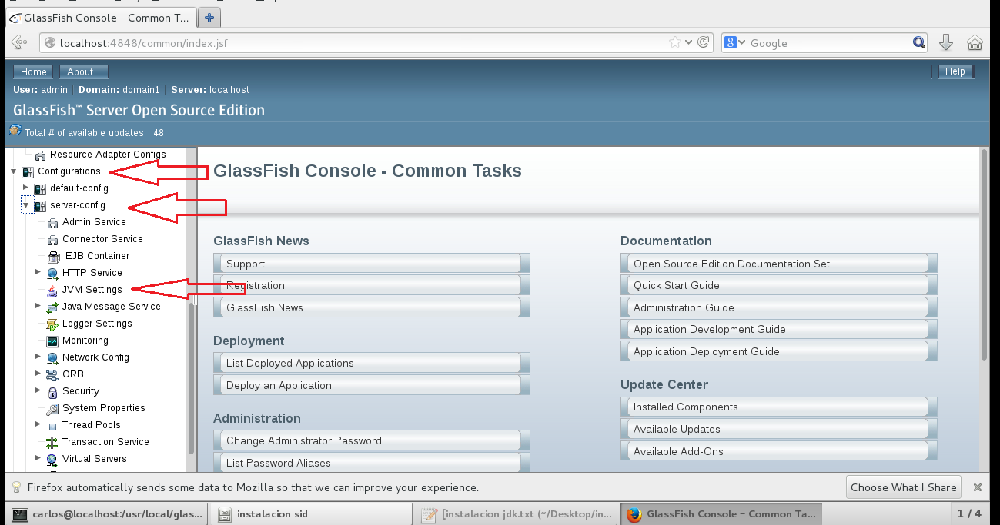 GlassFish Console - Common T...
localhost:4848/common/index.jsf
8
Google
Home
About...
Help
User: admin
Domain: domain1
Server: localhost
GlassFish™ Server Open Source Edition
Total # of available updates : 48
Resource Adapter Configs
Configurations
default-config
server-config
Admin Service
Connector Service
EJB Container
HTTP Service
JVM Settings
Java Message Service
Logger Settings
Monitoring
Network Config
ORB
Security
System Properties
Thread Pools
Transaction Service
Virtual Servers
GlassFish Console - Common Tasks
GlassFish News
Support
Registration
GlassFish News
Deployment
List Deployed Applications
Deploy an Application
Administration
Change Administrator Password
List Password Aliases
Documentation
Open Source Edition Documentation Set
Quick Start Guide
Administration Guide
Application Development Guide
Application Deployment Guide
Update Center
Installed Components
Available Updates
Available Add-Ons
Firefox automatically sends some data to Mozilla so that we can improve your experience.
Choose What I Share
carlos@localhost:/usr/local/glas...
instalacion sid
[instalacion jdk.txt (~/Desktop/in...
GlassFish Console - Common Ta...
1 / 4